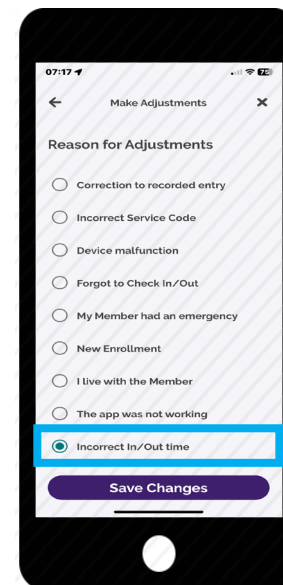 07:17
Make Adjustments
Reason for Adjustments
Correction to recorded entry
Incorrect Service Code
Device malfunction
Forgot to Check In/Out
My Member had an emergency
New Enrollment
I live with the Member
The app was not working
Incorrect In/Out time
Save Changes